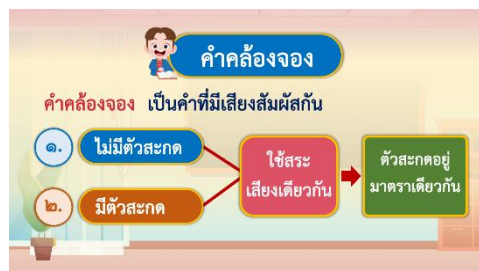 คำคล้องจอง
คำคล้องจอง เป็นคำที่มีเสียงสัมผัสกัน
๑. ไม่มีตัวสะกด
๒. มีตัวสะกด
ใช้สระ
เสียงเดียวกัน
ตัวสะกดอยู่
มาตราเดียวกัน